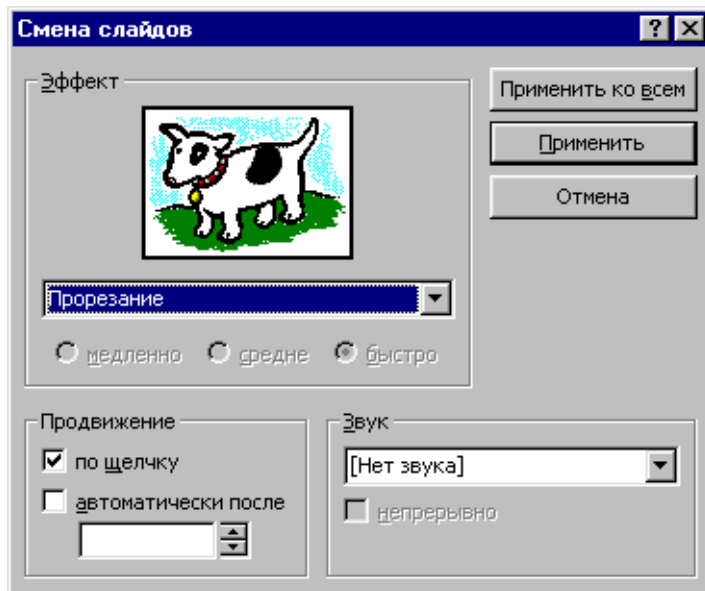 Смена слайдов
Эффект
Применить ко всем
Применить
Отмена
Прорезание
медленно средне быстро
Продвижение
по щелчку
автоматически после
Звук
[Нет звука]
непрерывно